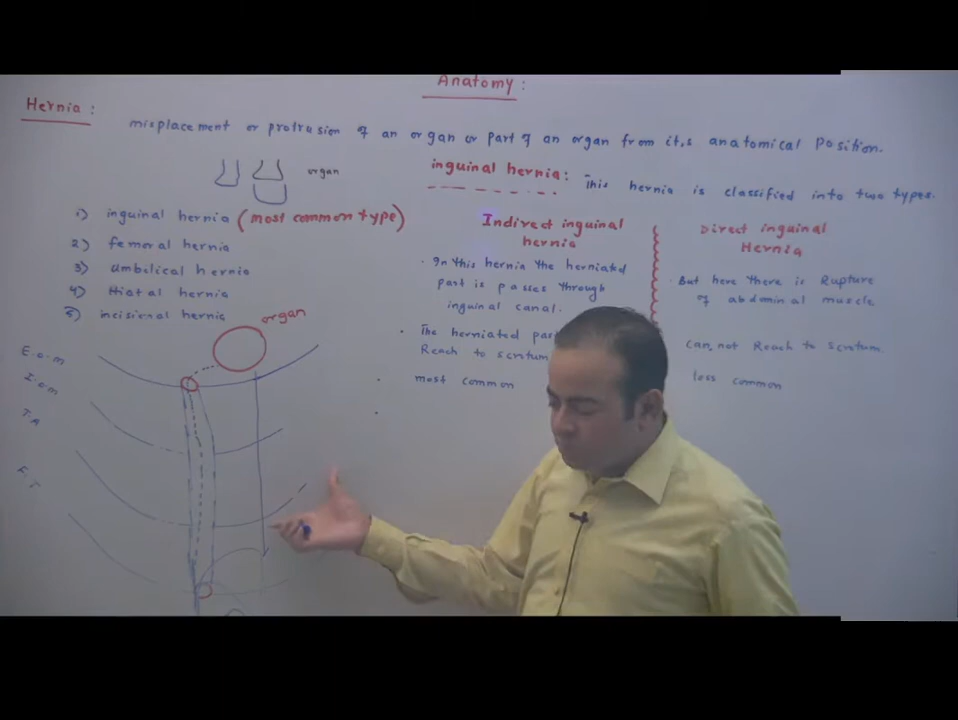 Anatomy :
Hernia :
misplacement or protrusion of an organ or part of an organ from it,s anatomical position.
organ
inguinal hernia : This hernia is classified into two types.
1) inguinal hernia (most common type)
2) femoral hernia
3) umbelical hernia
4) Hiatal hernia
5) incisional hernia
organ
E.O.M
I.O.M
T.A
F.T
Indirect inguinal
hernia
. In this hernia the herniated
part is passes through
inguinal canal.
. The herniated part
Reach to scrotum
. most common
Direct inguinal
Hernia
. But here there is Rupture
of abdominal muscle
can,not Reach to scrotum
less common